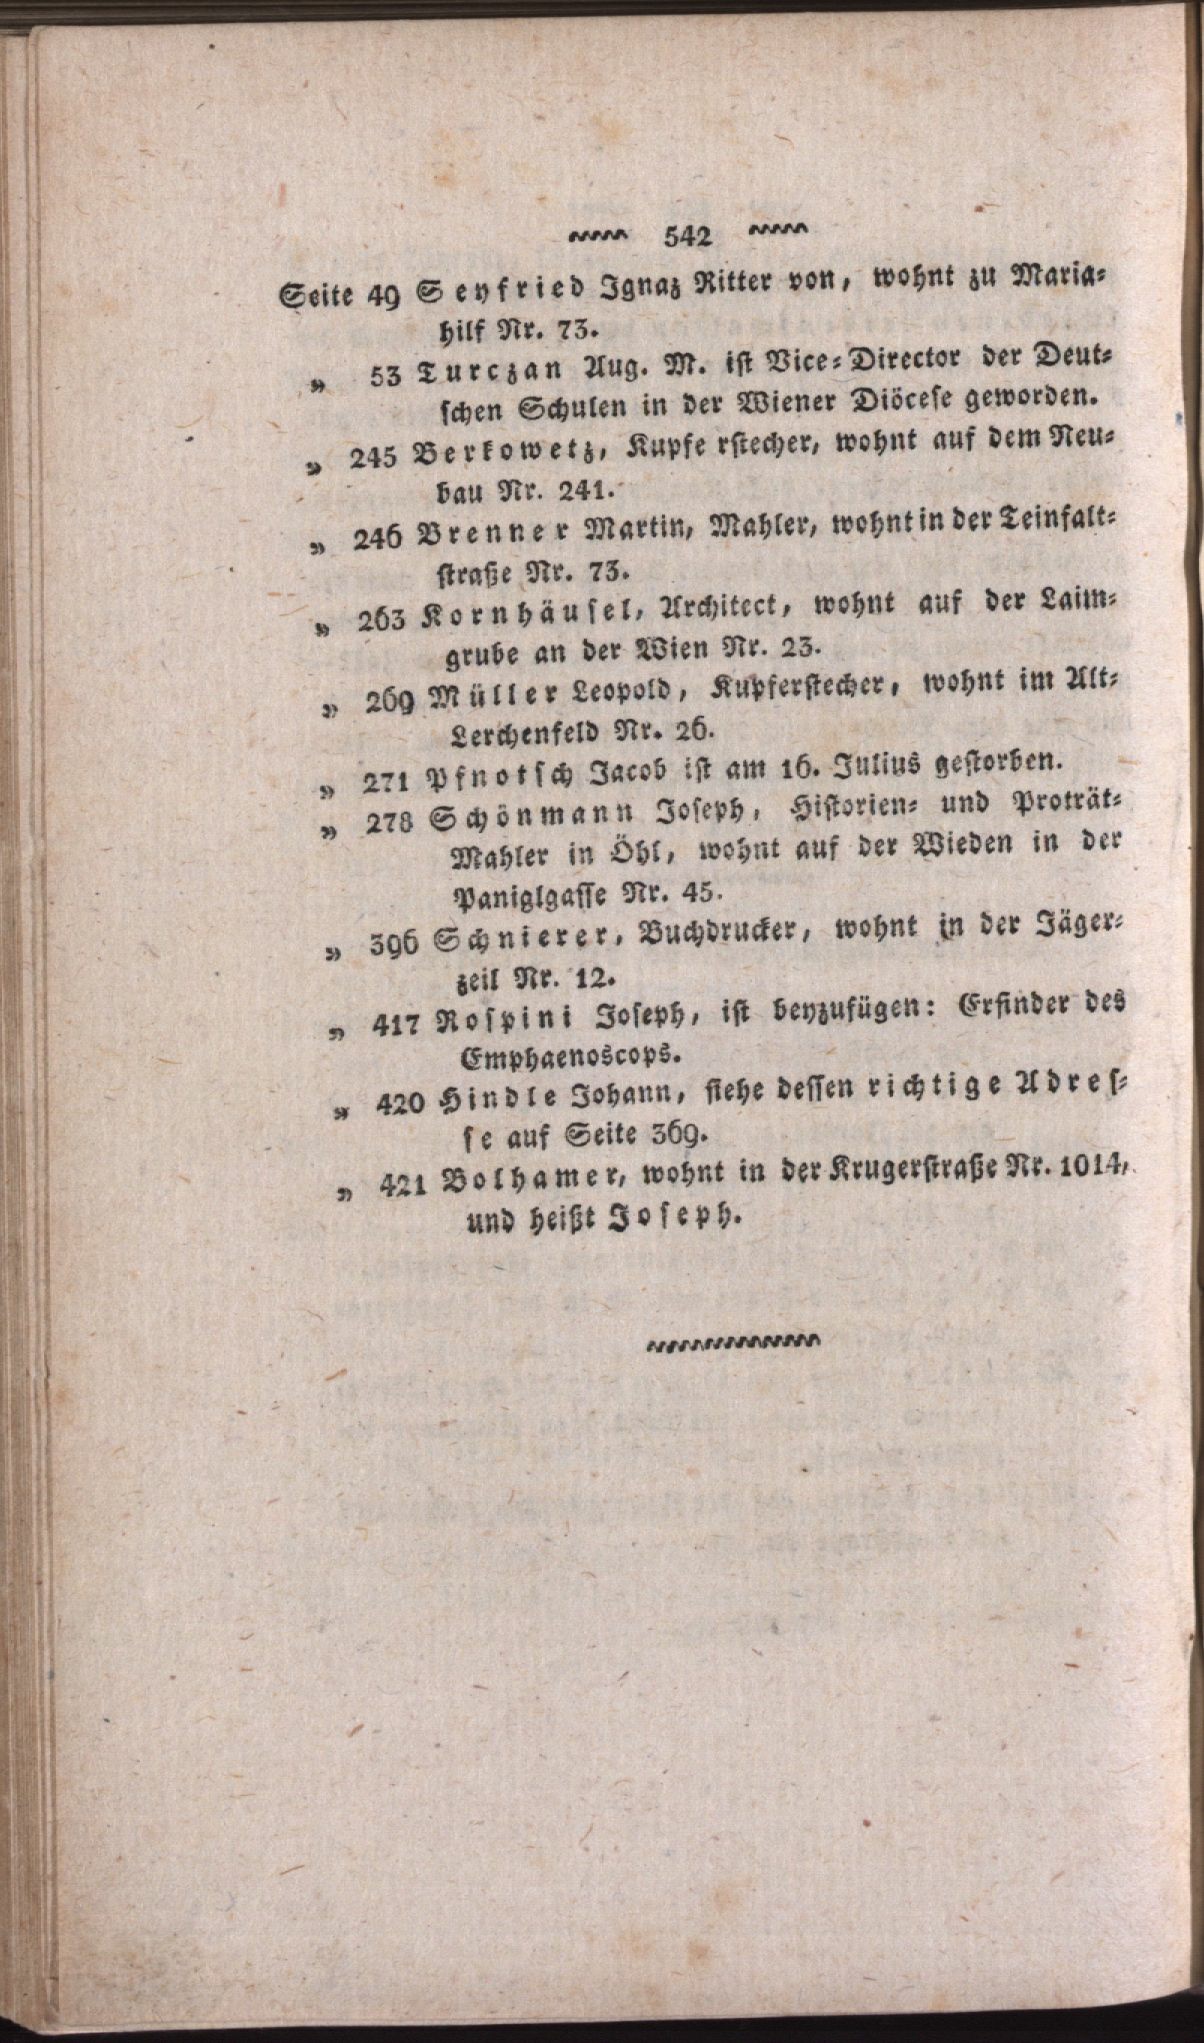 542
Seite 49 Seyfried Ignaz Ritter von, wohnt zu Maria-
hilf Nr. 73.
„ 53 Turczan Aug. M. ist Vice-Director der Deut-
schen Schulen in der Wiener Diöcese geworden.
„ 245 Berkowetz, Kupfe rstecher, wohnt auf dem Neu-
bau Nr. 241.
„ 246 Brenner Martin, Mahler, wohnt in der Teinfalt-
straße Nr. 73.
„ 263 Kornhäusel, Architect, wohnt auf der Laim-
grube an der Wien Nr. 23.
„ 269 Müller Leopold, Kupferstecher, wohnt im Alt-
Lerchenfeld Nr. 26.
„ 271 Pfnotsch Jacob ist am 16. Julius gestorben.
„ 278 Schönmann Joseph, Historien- und Proträt-
Mahler in Öhl, wohnt auf der Wieden in der
Paniglgasse Nr. 45.
„ 396 Schnierer, Buchdrucker, wohnt in der Jäger-
zeil Nr. 12.
„ 417 Rospini Joseph, ist beyzufügen: Erfinder des
Emphaenoscops.
„ 420 Hindle Johann, siehe dessen richtige Adres-
se auf Seite 369.
„ 421 Bolhamer, wohnt in der Krugerstraße Nr. 1014,
und heißt Joseph.